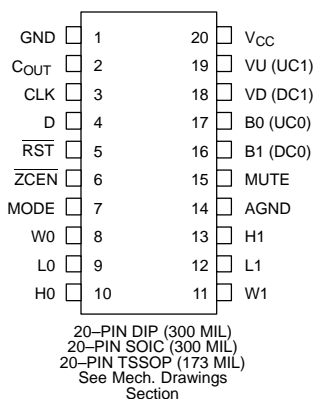 GND 1 20 VCC
COUT 2 19 VU (UC1)
CLK 3 18 VD (DC1)
D 4 17 B0 (UC0)
RST 5 16 B1 (DC0)
ZCEN 6 15 MUTE
MODE 7 14 AGND
W0 8 13 H1
L0 9 12 L1
H0 10 11 W1
20–PIN DIP (300 MIL)
20–PIN SOIC (300 MIL)
20–PIN TSSOP (173 MIL)
See Mech. Drawings
Section